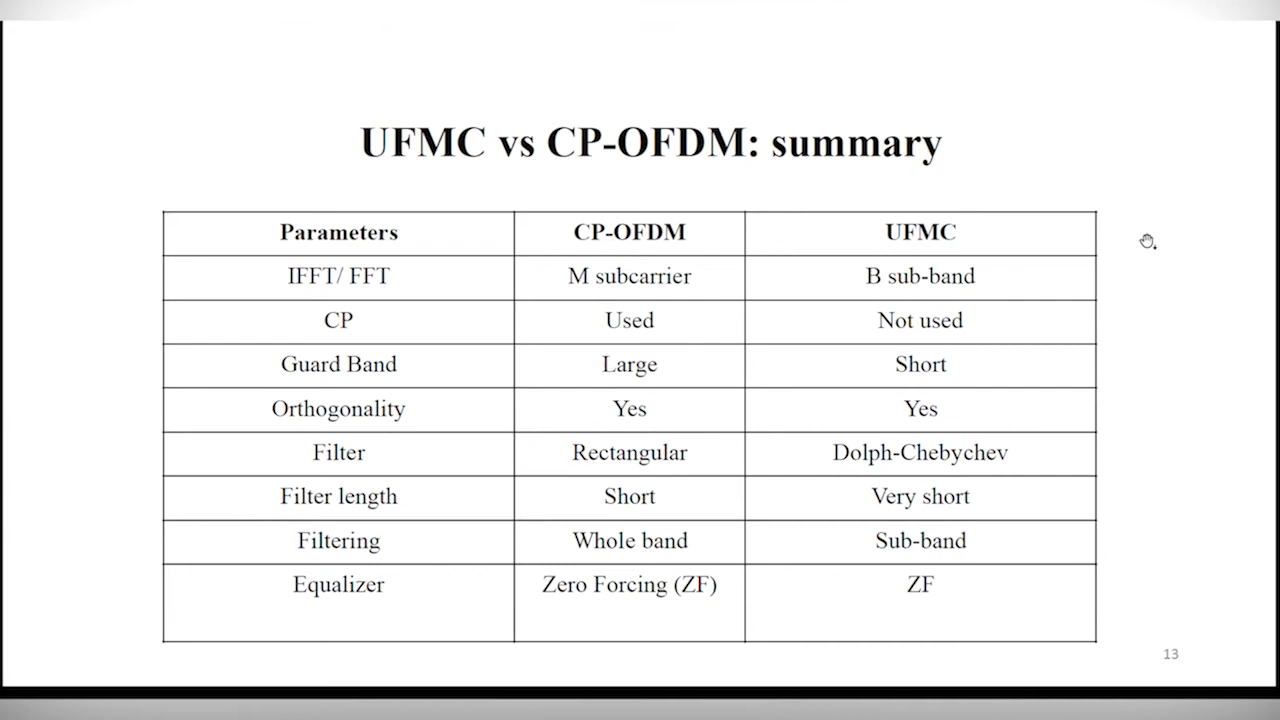 UFMC vs CP-OFDM: summary
Parameters CP-OFDM UFMC
IFFT/ FFT M subcarrier B sub-band
CP Used Not used
Guard Band Large Short
Orthogonality Yes Yes
Filter Rectangular Dolph-Chebychev
Filter length Short Very short
Filtering Whole band Sub-band
Equalizer Zero Forcing (ZF) ZF
13